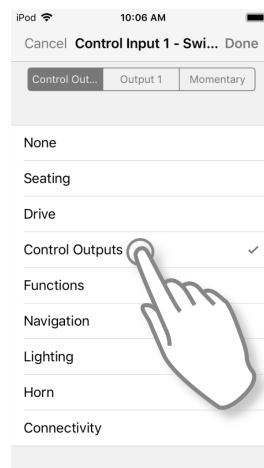 iPod 10:06 AM
Cancel Control Input 1 - Swi... Done
Control Out... Output 1 Momentary
None
Seating
Drive
Control Outputs
Functions
Navigation
Lighting
Horn
Connectivity